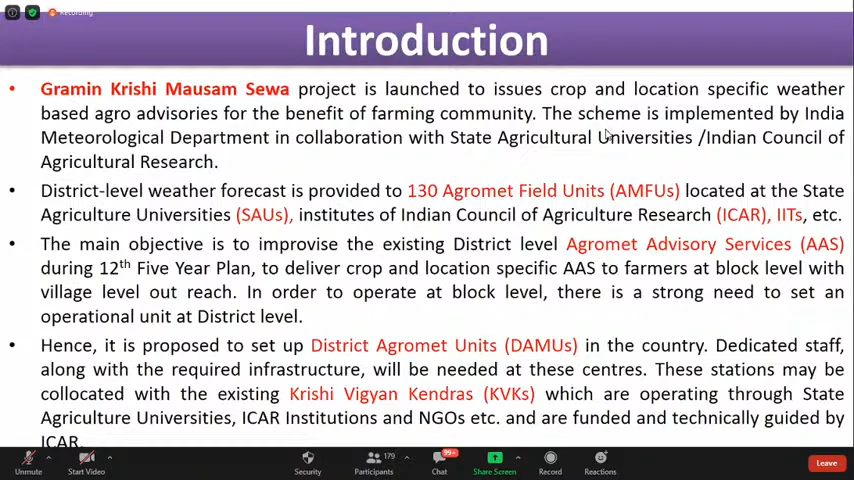 Recording
Introduction
• Gramin Krishi Mausam Sewa project is launched to issues crop and location specific weather
based agro advisories for the benefit of farming community. The scheme is implemented by India
Meteorological Department in collaboration with State Agricultural Universities /Indian Council of
Agricultural Research.
• District-level weather forecast is provided to 130 Agromet Field Units (AMFUs) located at the State
Agriculture Universities (SAUs), institutes of Indian Council of Agriculture Research (ICAR), IITs, etc.
• The main objective is to improvise the existing District level Agromet Advisory Services (AAS)
during 12th Five Year Plan, to deliver crop and location specific AAS to farmers at block level with
village level out reach. In order to operate at block level, there is a strong need to set an
operational unit at District level.
• Hence, it is proposed to set up District Agromet Units (DAMUs) in the country. Dedicated staff,
along with the required infrastructure, will be needed at these centres. These stations may be
collocated with the existing Krishi Vigyan Kendras (KVKs) which are operating through State
Agriculture Universities, ICAR Institutions and NGOs etc. and are funded and technically guided by
ICAR.
179 99+
Unmute Start Video Security Participants Chat Share Screen Record Reactions Leave